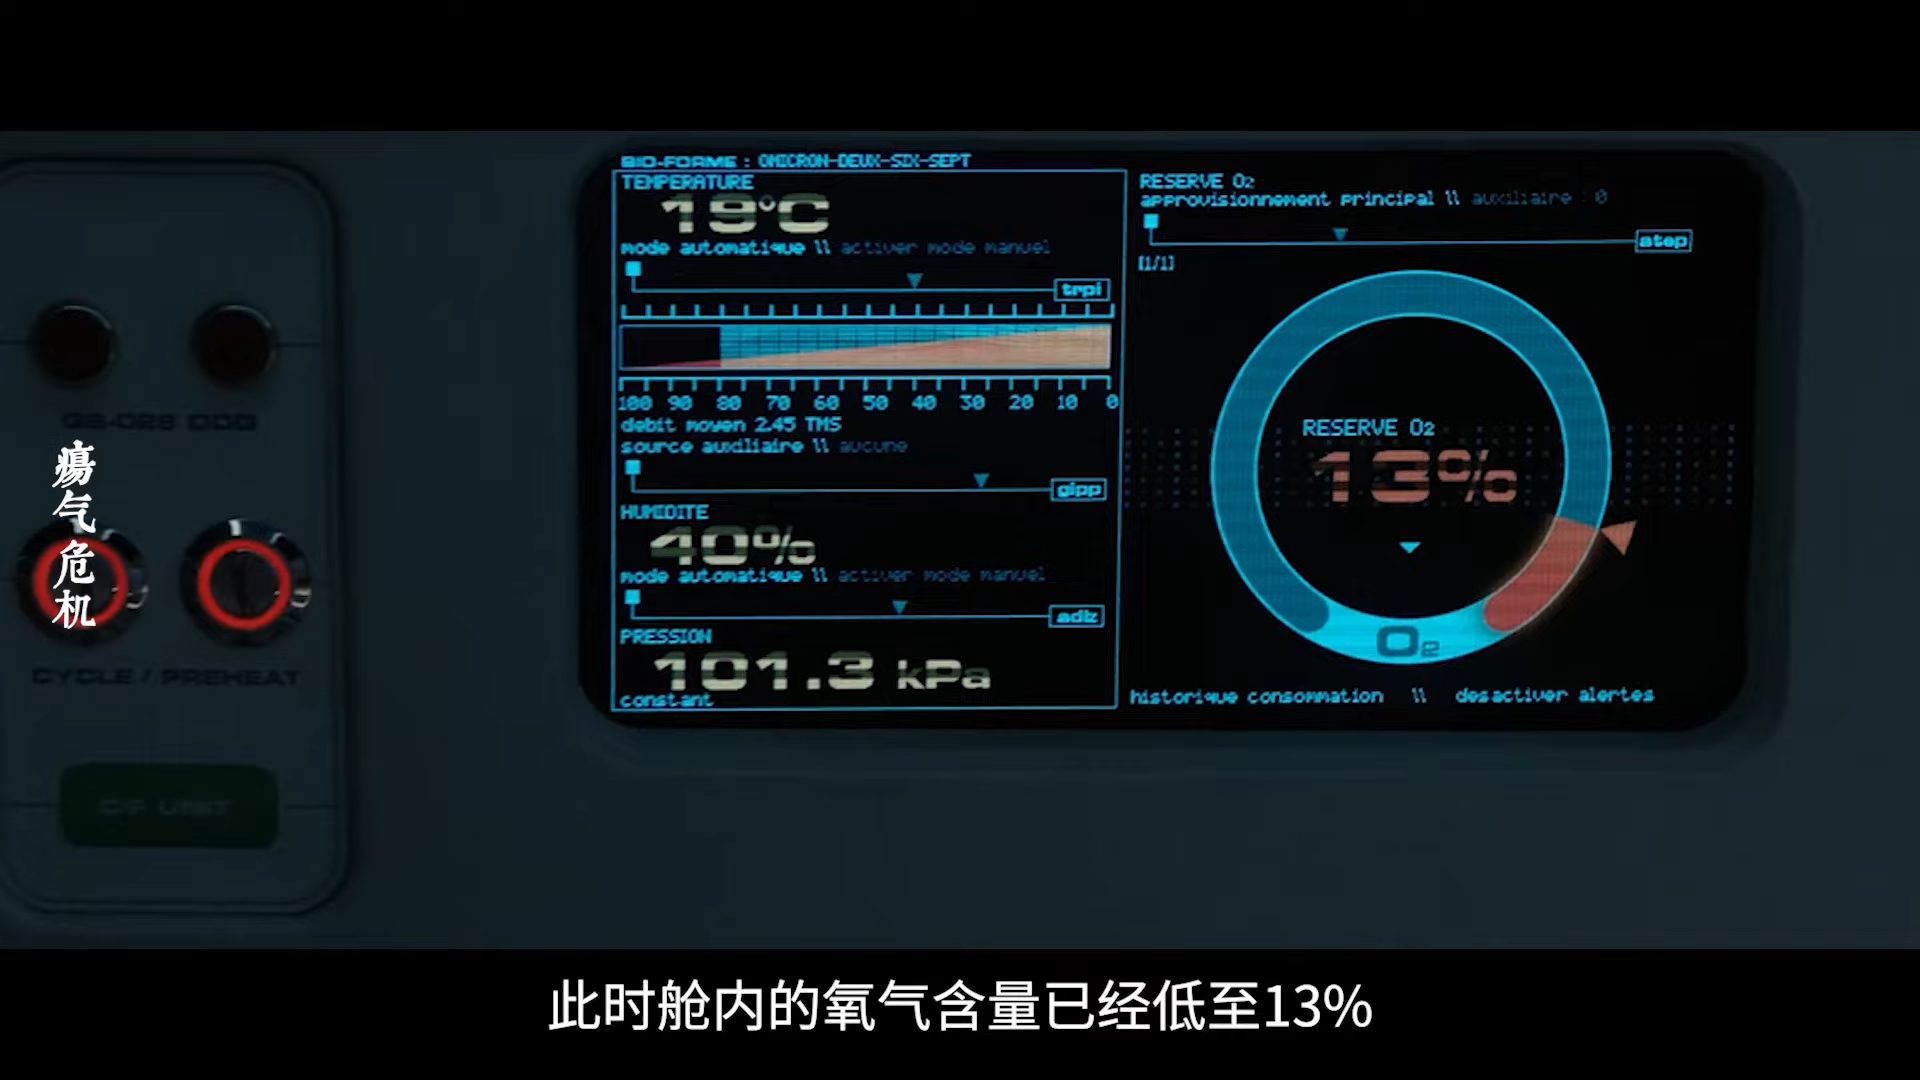 BIO-FORME : OMICRON-DEUX-SIX-SEPT
TEMPERATURE
19°C
mode automatique \\ activer mode manuel
trpi
100 90 80 70 60 50 40 30 20 10 0
debit moyen 2.45 TMS
source auxiliaire \\ aucune
gipp
HUMIDITE
40%
mode automatique \\ activer mode manuel
PRESSION
101.3 kPa
constant
RESERVE O2
approvisionnement principal \\ auxiliaire : 0
[1/1]
RESERVE O2
13%
O2
historique consommation \\ desactiver alertes
瘍气危机
CYCLE / PREHEAT
此时舱内的氧气含量已经低至13%